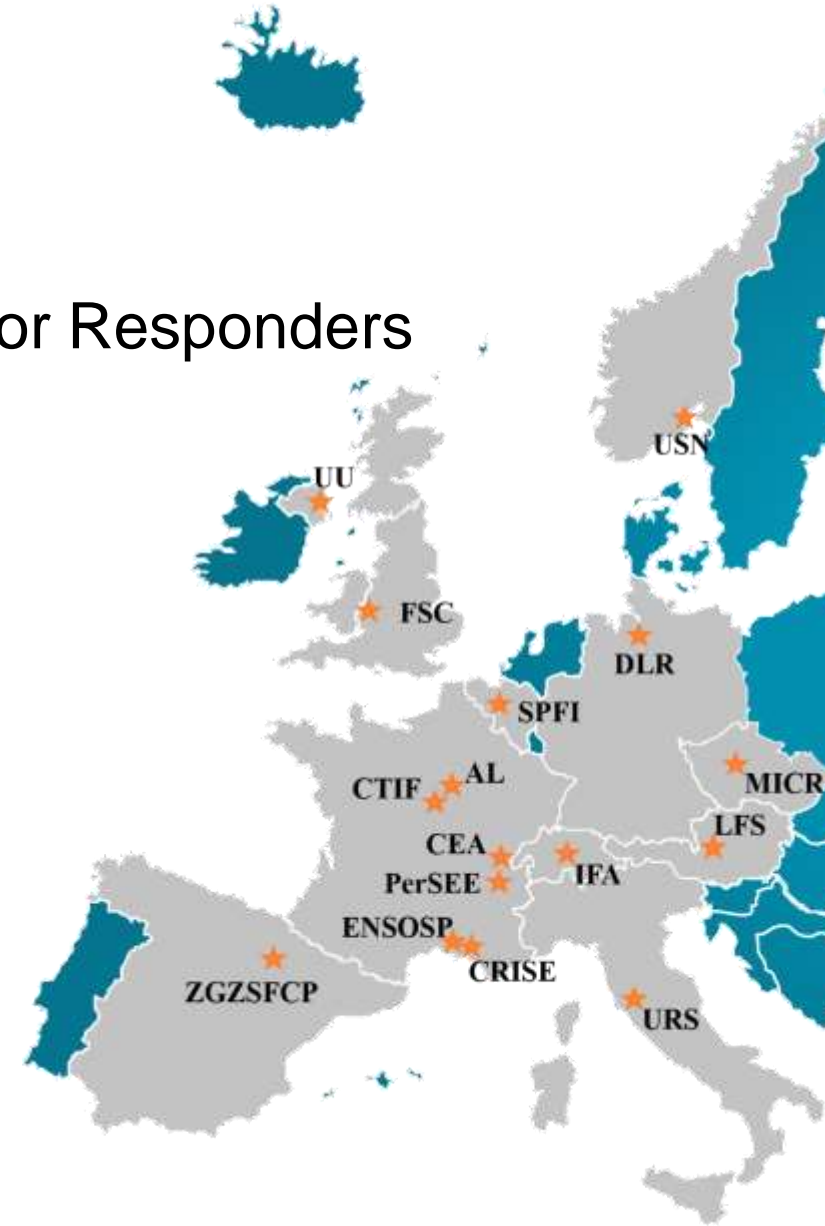 or Responders
USN
UU
FSC
DLR
SPFI
AL
CTIF
MICR
LFS
CEA
IFA
PerSEE
ENSOSP
CRISE
ZGZSFCP
URS